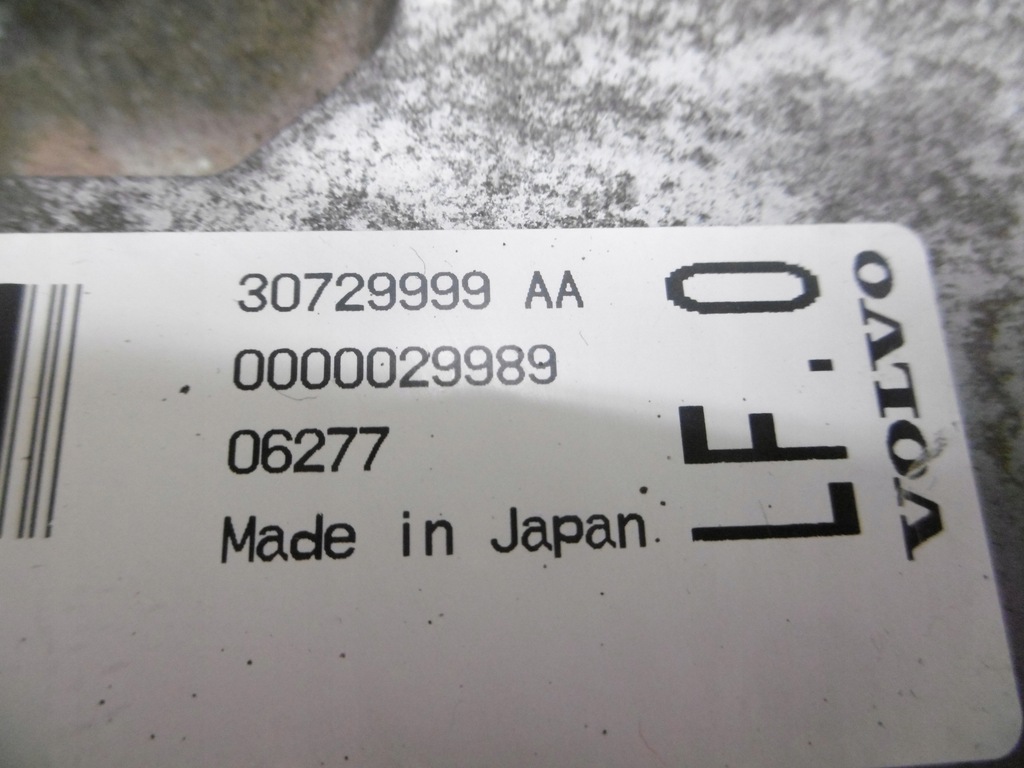 30729999 AA
0000029989
06277
Made in Japan
LF.0
VOLVO